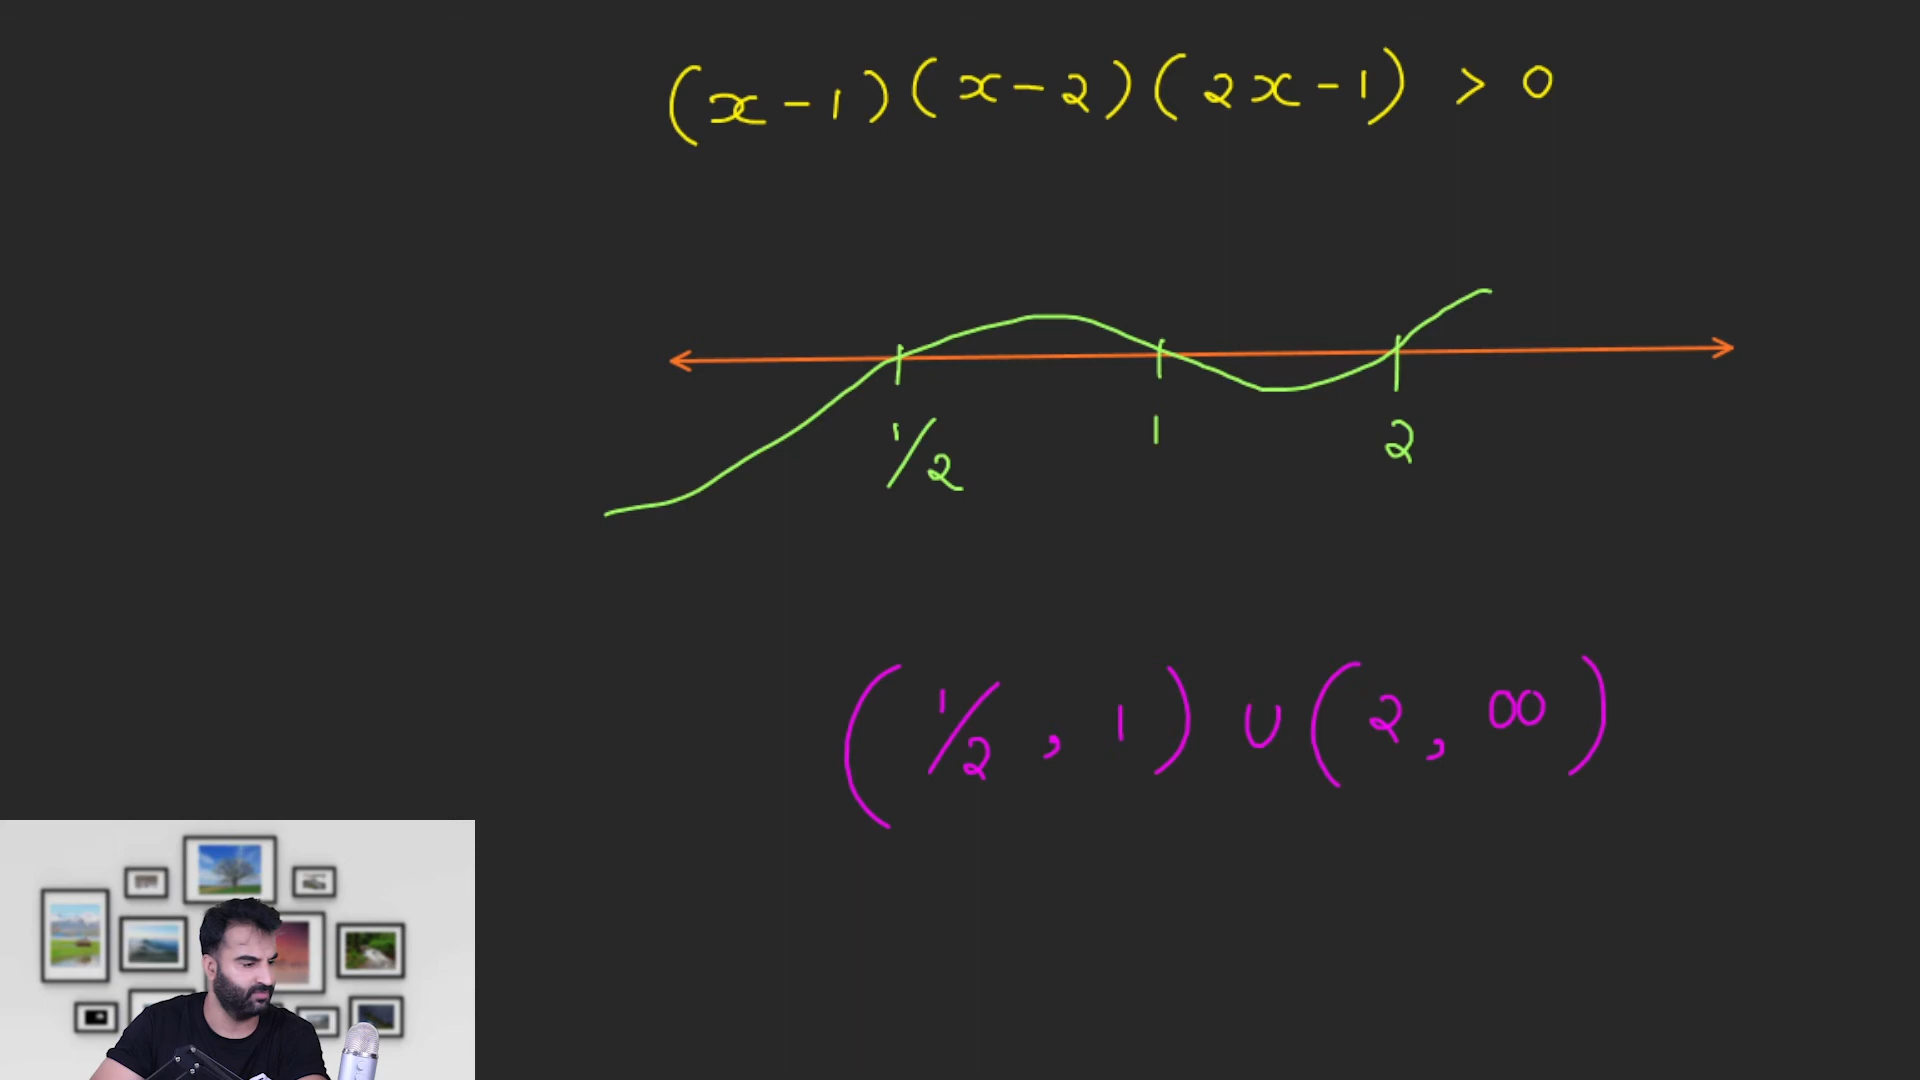 (x-1)(x-2)(2x-1) > 0
1/2 1 2
(1/2, 1) ∪ (2, ∞)